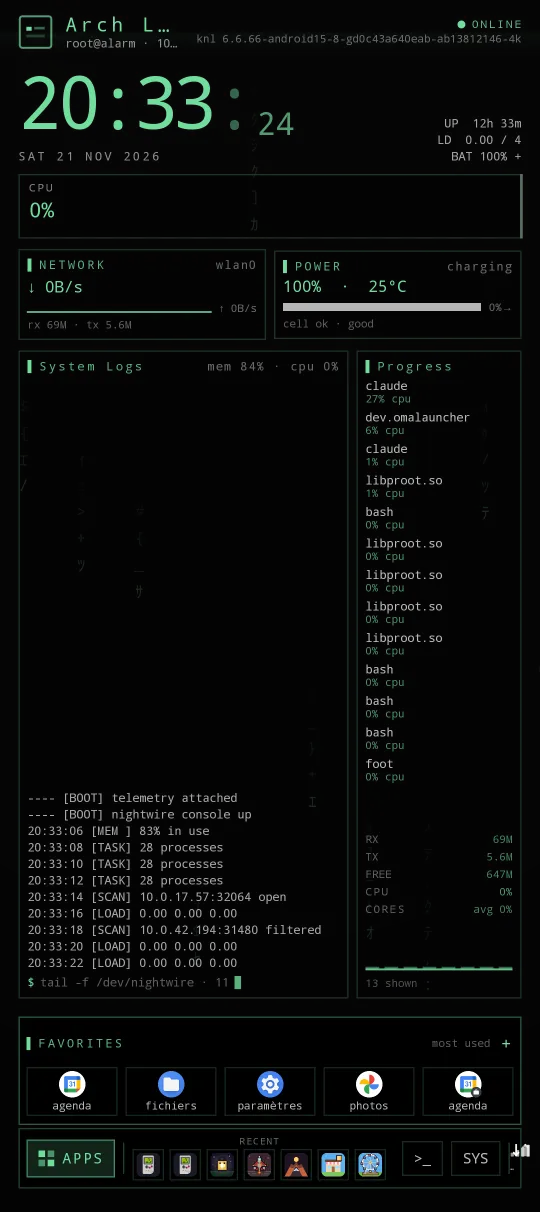 Arch L…
ONLINE
root@alarm · 10…
knl 6.6.66-android15-8-gd0c43a640eab-ab13812146-4k
20:33:24
UP 12h 33m
LD 0.00 / 4
SAT 21 NOV 2026
BAT 100% +
CPU
0%
NETWORK wlan0
↓ 0B/s
↑ 0B/s
rx 69M · tx 5.6M
POWER charging
100% · 25°C
0%→
cell ok · good
System Logs mem 84% · cpu 0%
---- [BOOT] telemetry attached
---- [BOOT] nightwire console up
20:33:06 [MEM ] 83% in use
20:33:08 [TASK] 28 processes
20:33:10 [TASK] 28 processes
20:33:12 [TASK] 28 processes
20:33:14 [SCAN] 10.0.17.57:32064 open
20:33:16 [LOAD] 0.00 0.00 0.00
20:33:18 [SCAN] 10.0.42.194:31480 filtered
20:33:20 [LOAD] 0.00 0.00 0.00
20:33:22 [LOAD] 0.00 0.00 0.00
$ tail -f /dev/nightwire · 11
Progress
claude
27% cpu
dev.omalauncher
6% cpu
claude
1% cpu
libproot.so
1% cpu
bash
0% cpu
libproot.so
0% cpu
libproot.so
0% cpu
libproot.so
0% cpu
libproot.so
0% cpu
bash
0% cpu
bash
0% cpu
bash
0% cpu
foot
0% cpu
RX 69M
TX 5.6M
FREE 647M
CPU 0%
CORES avg 0%
13 shown
FAVORITES most used +
agenda fichiers paramètres photos agenda
RECENT
APPS >_ SYS